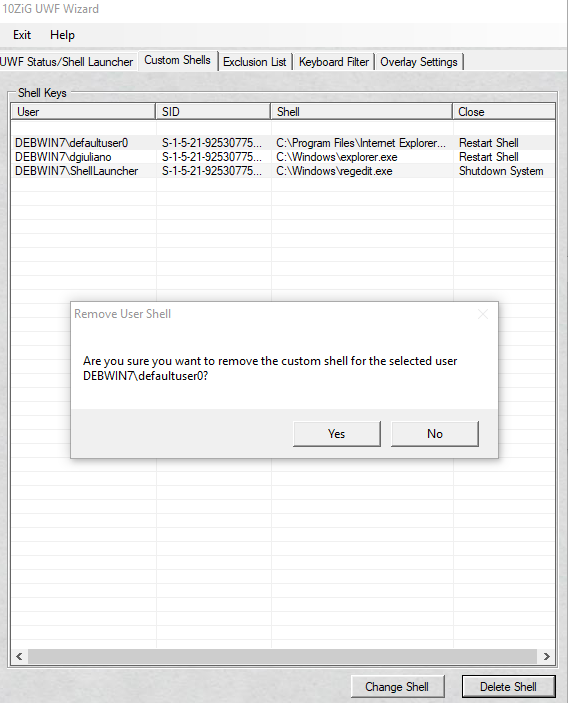 10ZiG UWF Wizard
Exit Help
UWF Status/Shell Launcher Custom Shells Exclusion List Keyboard Filter Overlay Settings
Shell Keys
User SID Shell Close
DEBWIN7\defaultuser0 S-1-5-21-92530775... C:\Program Files\Internet Explorer... Restart Shell
DEBWIN7\dgiuliano S-1-5-21-92530775... C:\Windows\explorer.exe Restart Shell
DEBWIN7\ShellLauncher S-1-5-21-92530775... C:\Windows\regedit.exe Shutdown System
Remove User Shell
Are you sure you want to remove the custom shell for the selected user
DEBWIN7\defaultuser0?
Yes No
Change Shell Delete Shell